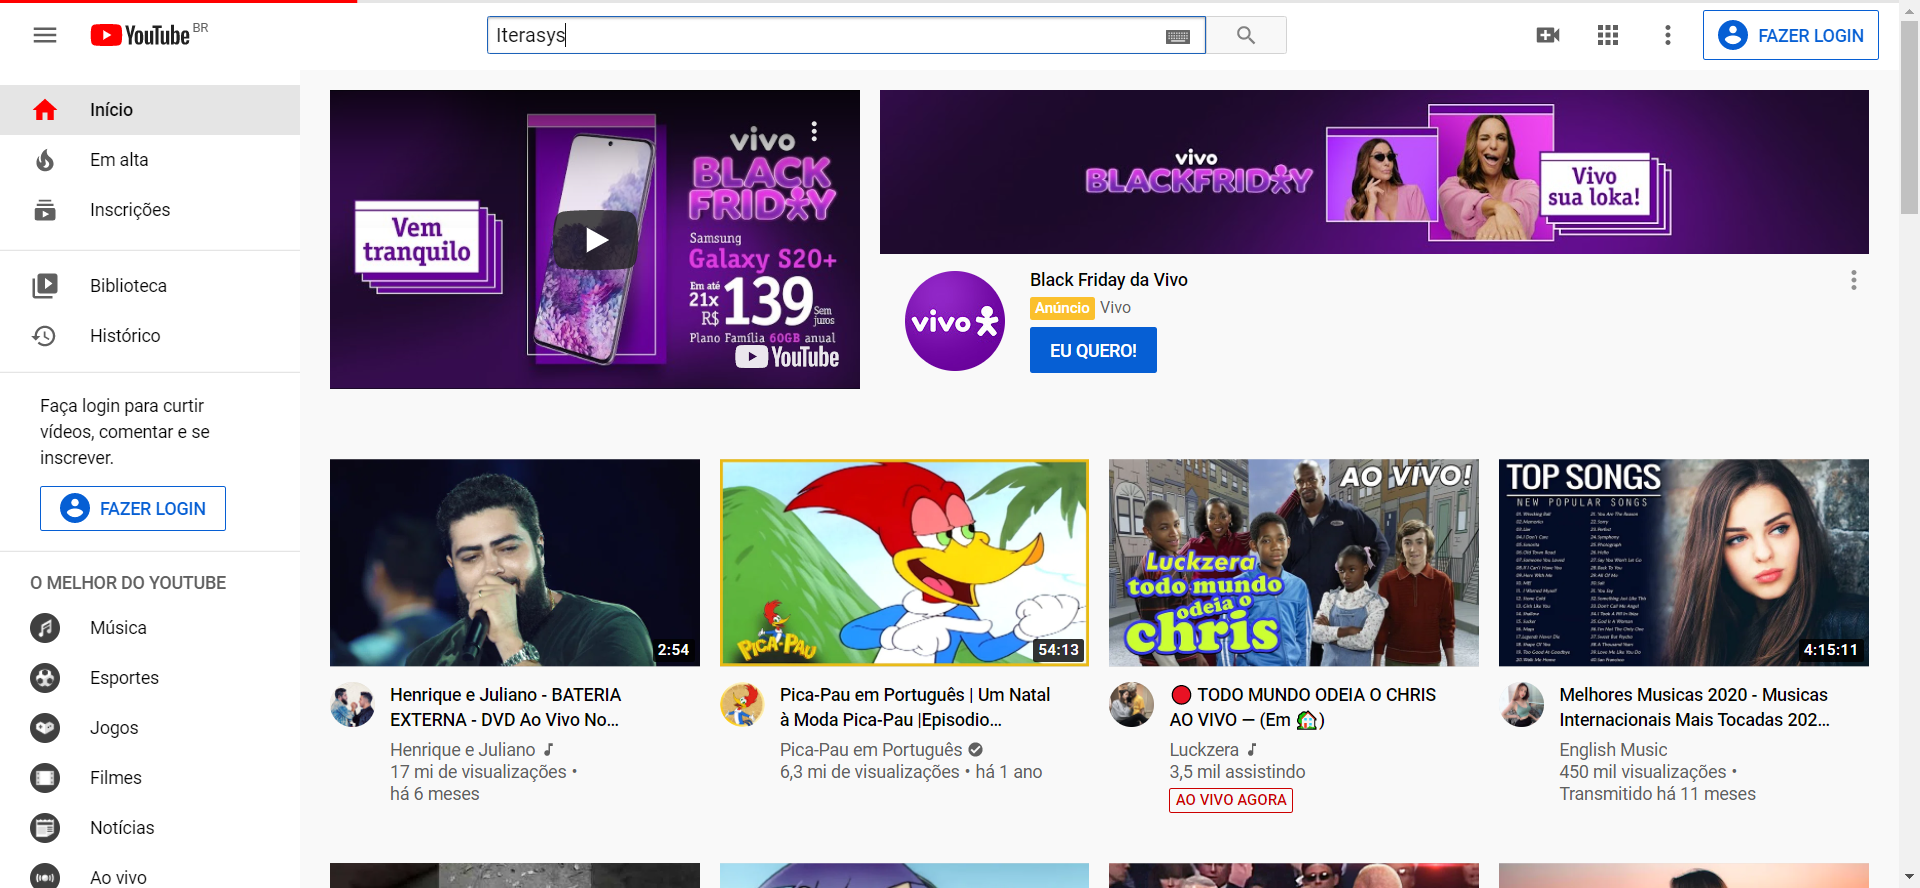 YouTube BR
Iterasys
FAZER LOGIN
Início
Em alta
Inscrições
Biblioteca
Histórico
Faça login para curtir
vídeos, comentar e se
inscrever.
FAZER LOGIN
O MELHOR DO YOUTUBE
Música
Esportes
Jogos
Filmes
Notícias
Ao vivo
Vem
tranquilo
vivo
BLACK
FRIDAY
Samsung
Galaxy S20+
Em até
21x
R$ 139
Sem
juros
Plano Família 60GB anual
YouTube
vivo
BLACKFRIDAY
Vivo
sua loka!
vivo
Black Friday da Vivo
Anúncio Vivo
EU QUERO!
2:54
Henrique e Juliano - BATERIA
EXTERNA - DVD Ao Vivo No...
Henrique e Juliano
17 mi de visualizações •
há 6 meses
PICA-PAU
54:13
Pica-Pau em Português | Um Natal
à Moda Pica-Pau |Episodio...
Pica-Pau em Português
6,3 mi de visualizações • há 1 ano
AO VIVO!
Luckzera
todo mundo
odeia o
chris
TODO MUNDO ODEIA O CHRIS
AO VIVO — (Em 🏡)
Luckzera
3,5 mil assistindo
AO VIVO AGORA
TOP SONGS
NEW POPULAR SONGS
4:15:11
Melhores Musicas 2020 - Musicas
Internacionais Mais Tocadas 202...
English Music
450 mil visualizações •
Transmitido há 11 meses